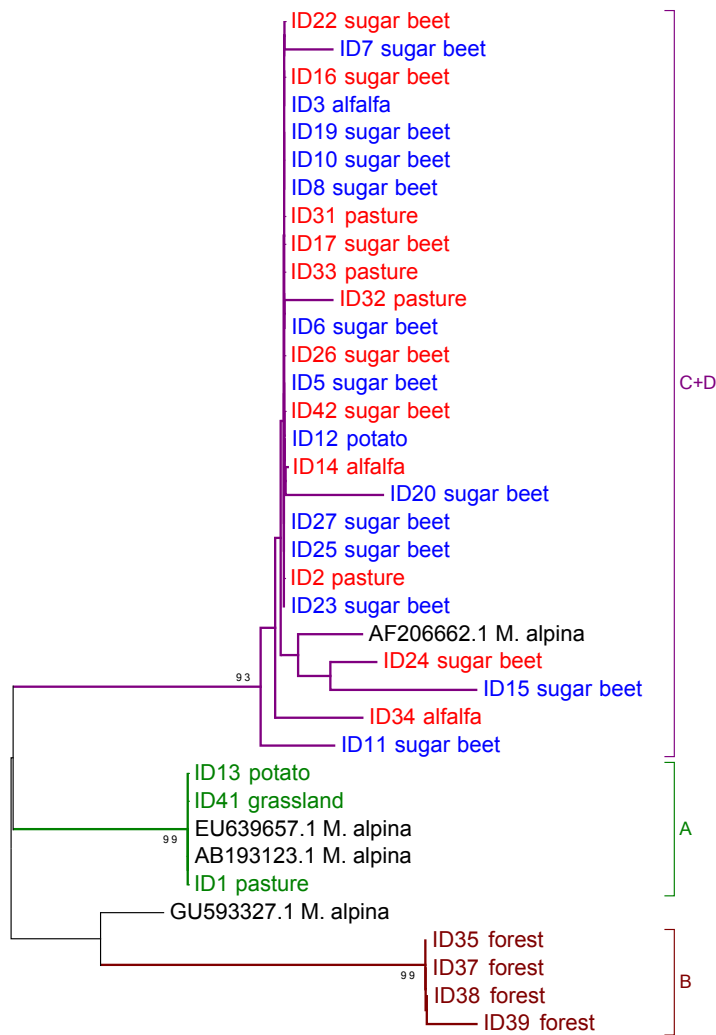 ID22 sugar beet
ID7 sugar beet
ID16 sugar beet
ID3 alfalfa
ID19 sugar beet
ID10 sugar beet
ID8 sugar beet
ID31 pasture
ID17 sugar beet
ID33 pasture
ID32 pasture
ID6 sugar beet
ID26 sugar beet
ID5 sugar beet
C+D
ID42 sugar beet
ID12 potato
ID14 alfalfa
ID20 sugar beet
ID27 sugar beet
ID25 sugar beet
ID2 pasture
ID23 sugar beet
AF206662.1 M. alpina
ID24 sugar beet
93
ID15 sugar beet
ID34 alfalfa
ID11 sugar beet
ID13 potato
ID41 grassland
EU639657.1 M. alpina
A
99
AB193123.1 M. alpina
ID1 pasture
GU593327.1 M. alpina
ID35 forest
ID37 forest
99
B
ID38 forest
ID39 forest